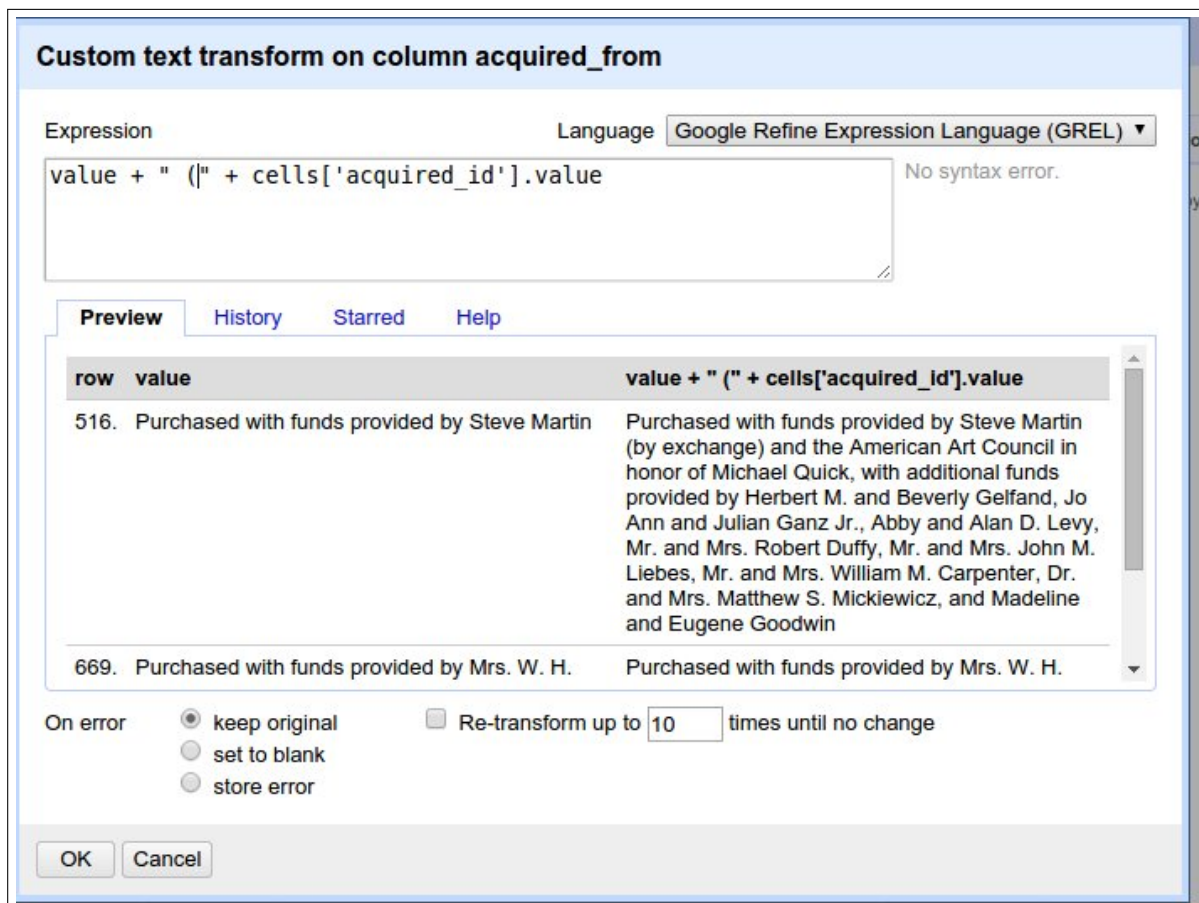 Custom text transform on column acquired_from
Expression
Language Google Refine Expression Language (GREL)
value + " (" + cells['acquired_id'].value
No syntax error.
Preview History Starred Help
row value value + " (" + cells['acquired_id'].value
516. Purchased with funds provided by Steve Martin Purchased with funds provided by Steve Martin
(by exchange) and the American Art Council in
honor of Michael Quick, with additional funds
provided by Herbert M. and Beverly Gelfand, Jo
Ann and Julian Ganz Jr., Abby and Alan D. Levy,
Mr. and Mrs. Robert Duffy, Mr. and Mrs. John M.
Liebes, Mr. and Mrs. William M. Carpenter, Dr.
and Mrs. Matthew S. Mickiewicz, and Madeline
and Eugene Goodwin
669. Purchased with funds provided by Mrs. W. H. Purchased with funds provided by Mrs. W. H.
On error keep original Re-transform up to 10 times until no change
set to blank
store error
OK Cancel